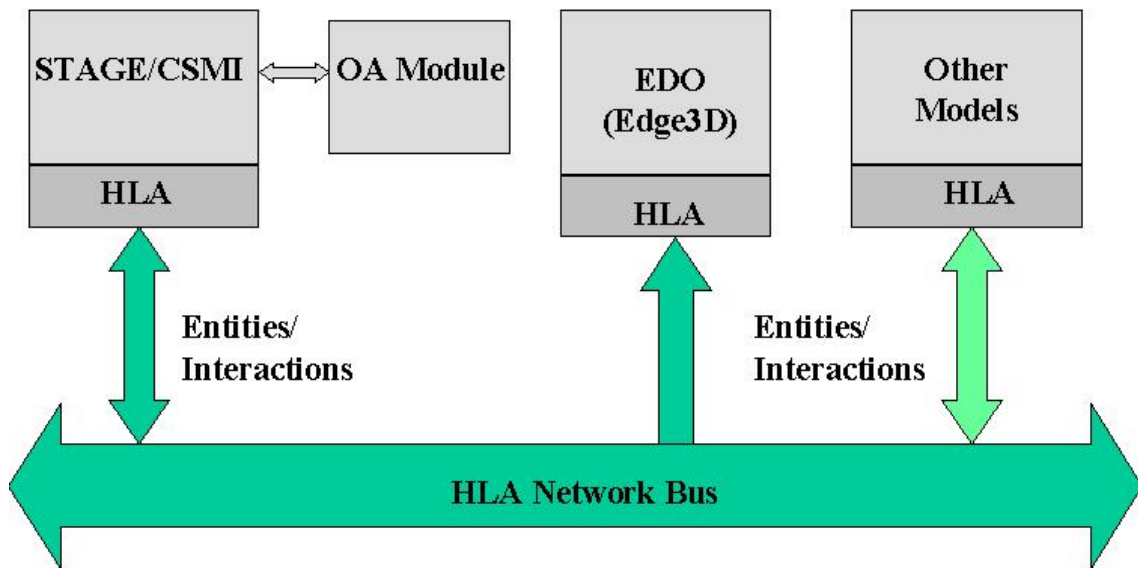 STAGE/CSMI
OA Module
EDO
(Edge3D)
Other
Models
HLA
HLA
HLA
Entities/
Interactions
Entities/
Interactions
HLA Network Bus